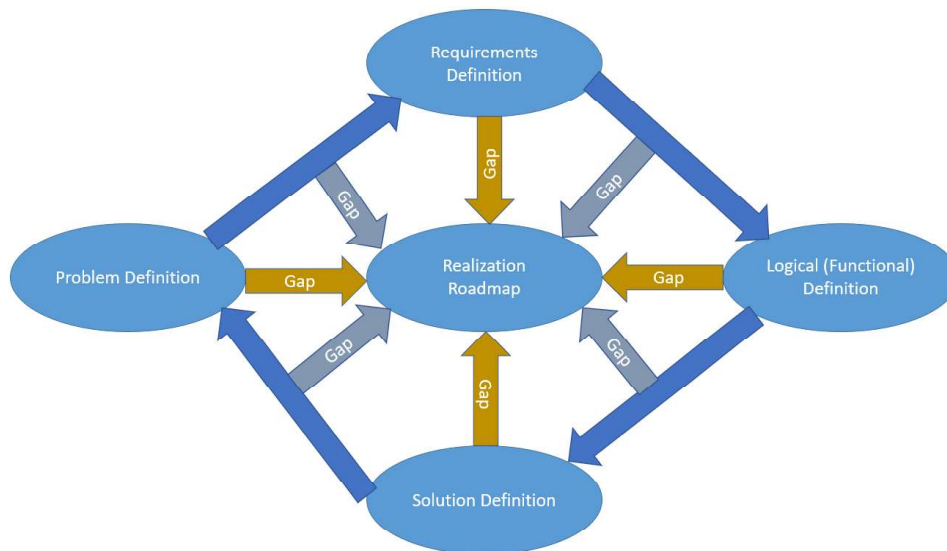 Requirements
Definition
Gap
Gap
Gap
Problem Definition
Gap
Realization
Roadmap
Gap
Logical (Functional)
Definition
Gap
Gap
Gap
Solution Definition